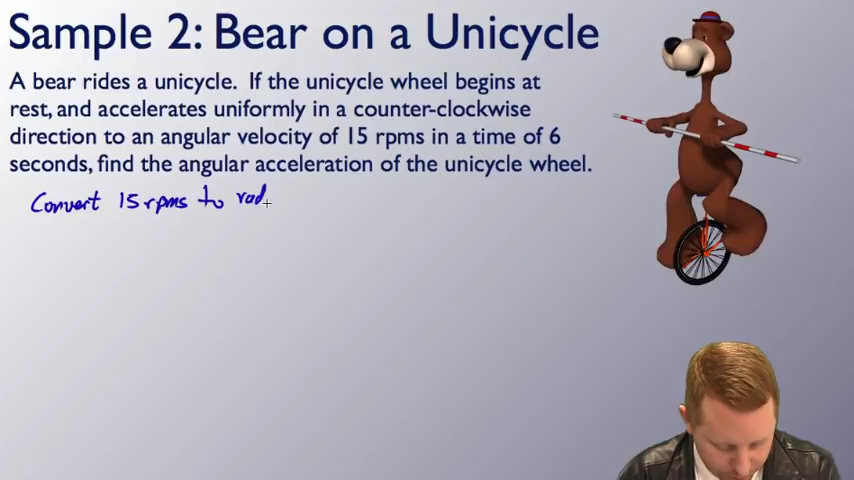 Sample 2: Bear on a Unicycle
A bear rides a unicycle. If the unicycle wheel begins at
rest, and accelerates uniformly in a counter-clockwise
direction to an angular velocity of 15 rpms in a time of 6
seconds, find the angular acceleration of the unicycle wheel.
Convert 15 rpms to rad